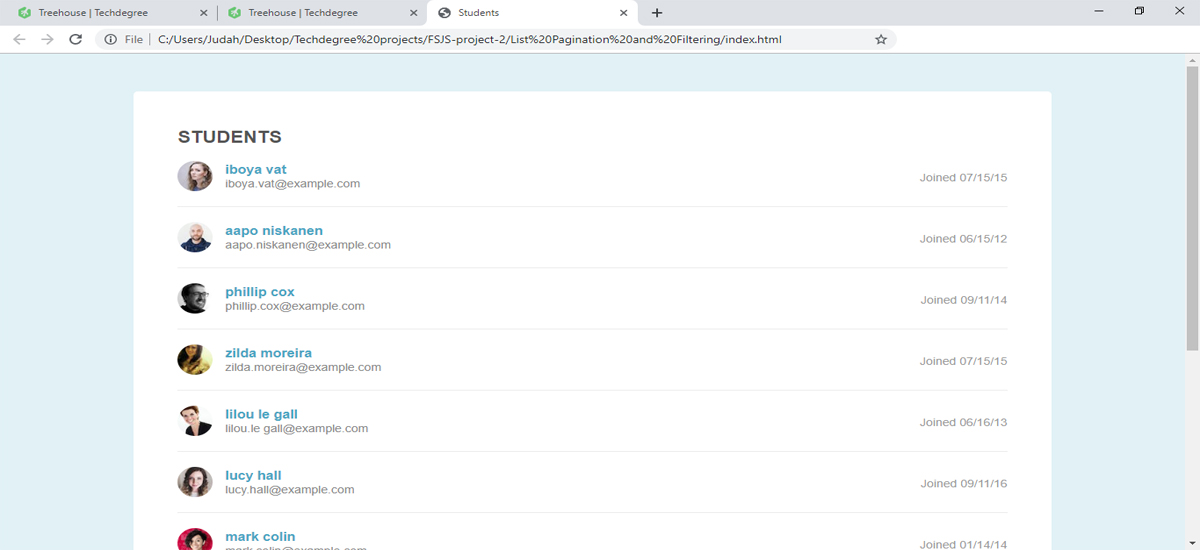 Treehouse | Techdegree
Treehouse | Techdegree
Students
File | C:/Users/Judah/Desktop/Techdegree%20projects/FSJS-project-2/List%20Pagination%20and%20Filtering/index.html
STUDENTS
iboya vat
iboya.vat@example.com
Joined 07/15/15
aapo niskanen
aapo.niskanen@example.com
Joined 06/15/12
phillip cox
phillip.cox@example.com
Joined 09/11/14
zilda moreira
zilda.moreira@example.com
Joined 07/15/15
lilou le gall
lilou.le gall@example.com
Joined 06/16/13
lucy hall
lucy.hall@example.com
Joined 09/11/16
mark colin
mark.colin@example.com
Joined 01/14/14